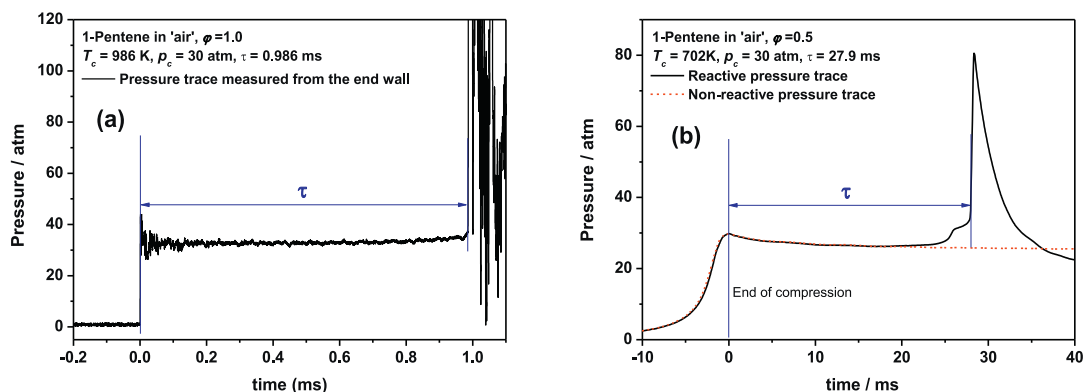 1-Pentene in 'air', φ=1.0
T_c = 986 K, p_c = 30 atm, τ = 0.986 ms
Pressure trace measured from the end wall
(a)
τ
Pressure / atm
120
100
80
60
40
20
0
-0.2
0.0
0.2
0.4
0.6
0.8
1.0
time (ms)
1-Pentene in 'air', φ=0.5
T_c = 702K, p_c = 30 atm, τ = 27.9 ms
Reactive pressure trace
Non-reactive pressure trace
(b)
τ
End of compression
Pressure / atm
80
60
40
20
0
-10
0
10
20
30
40
time / ms